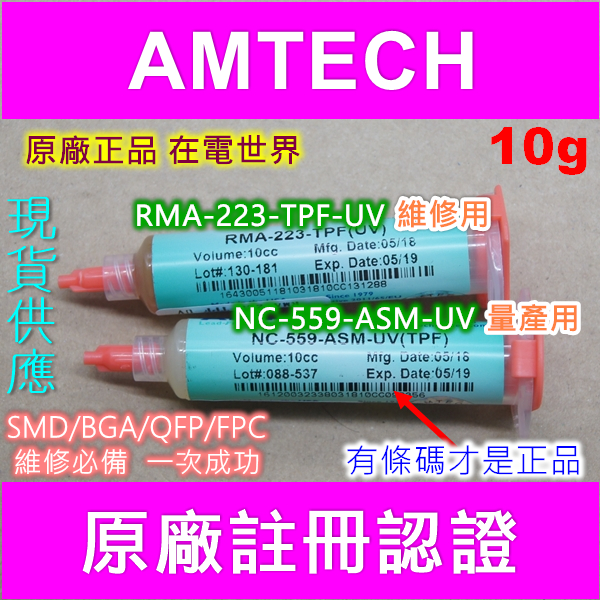 AMTECH
原廠正品 在電世界
10g
現貨供應
RMA-223-TPF-UV 維修用
RMA-223-TPF(UV)
Volume:10cc Mfg. Date:05/18
Lot#:130-181 Exp. Date:05/19
16430051181031810CC131288
Since 1979
NC-559-ASM-UV 量產用
NC-559-ASM-UV(TPF)
Volume:10cc Mfg. Date:05/18
Lot#:088-537 Exp. Date:05/19
SMD/BGA/QFP/FPC
維修必備 一次成功
有條碼才是正品
原廠註冊認證